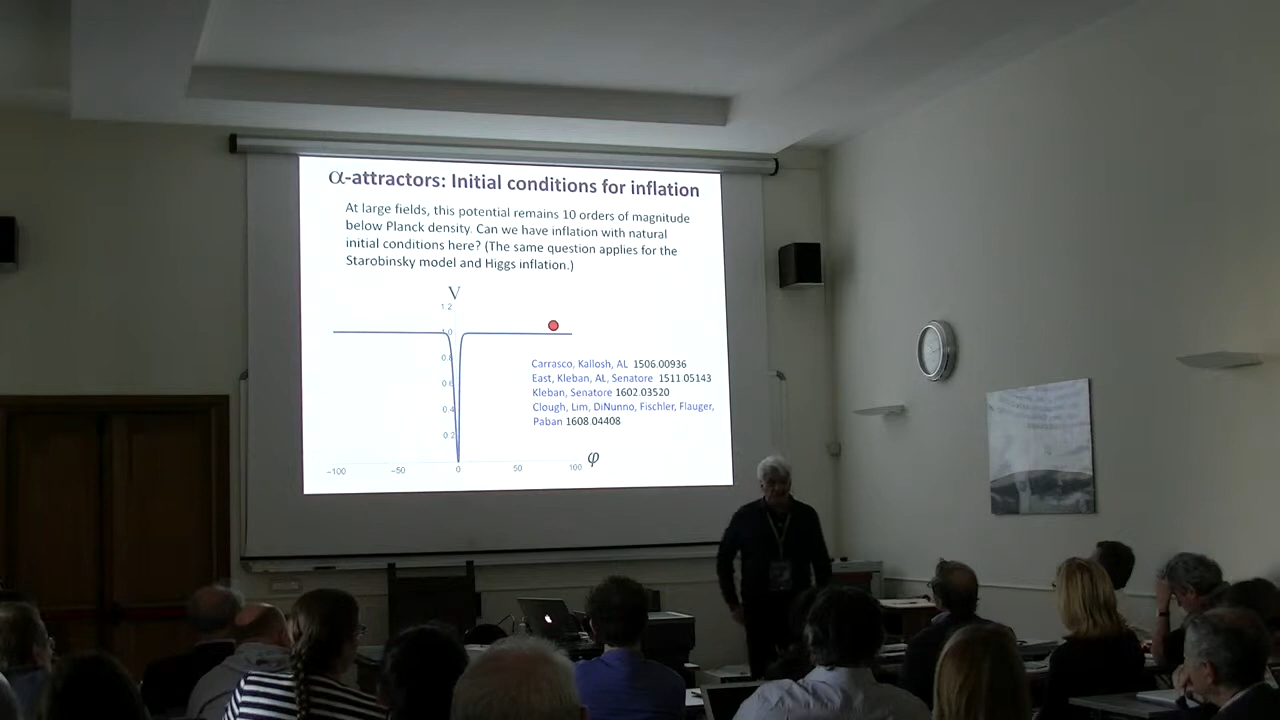 α-attractors: Initial conditions for inflation
At large fields, this potential remains 10 orders of magnitude
below Planck density. Can we have inflation with natural
initial conditions here? (The same question applies for the
Starobinsky model and Higgs inflation.)
V
1.2
1.0
0.8
0.6
0.4
0.2
-100 -50 0 50 100 φ
Carrasco, Kallosh, AL 1506.00936
East, Kleban, AL, Senatore 1511.05143
Kleban, Senatore 1602.03520
Clough, Lim, DiNunno, Fischler, Flauger,
Paban 1608.04408